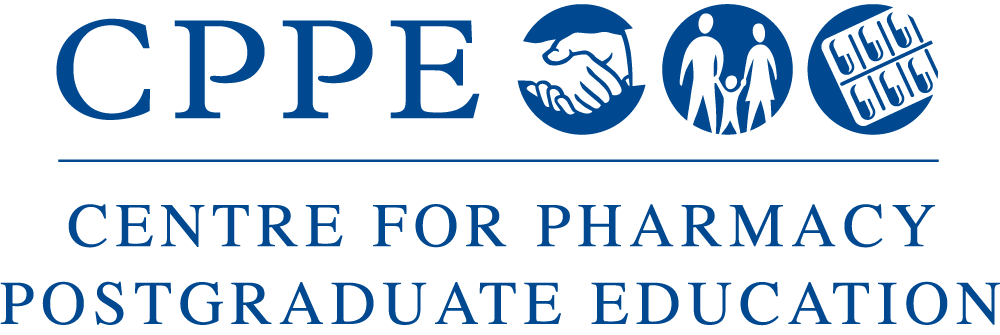 CPPE
CENTRE FOR PHARMACY
POSTGRADUATE EDUCATION